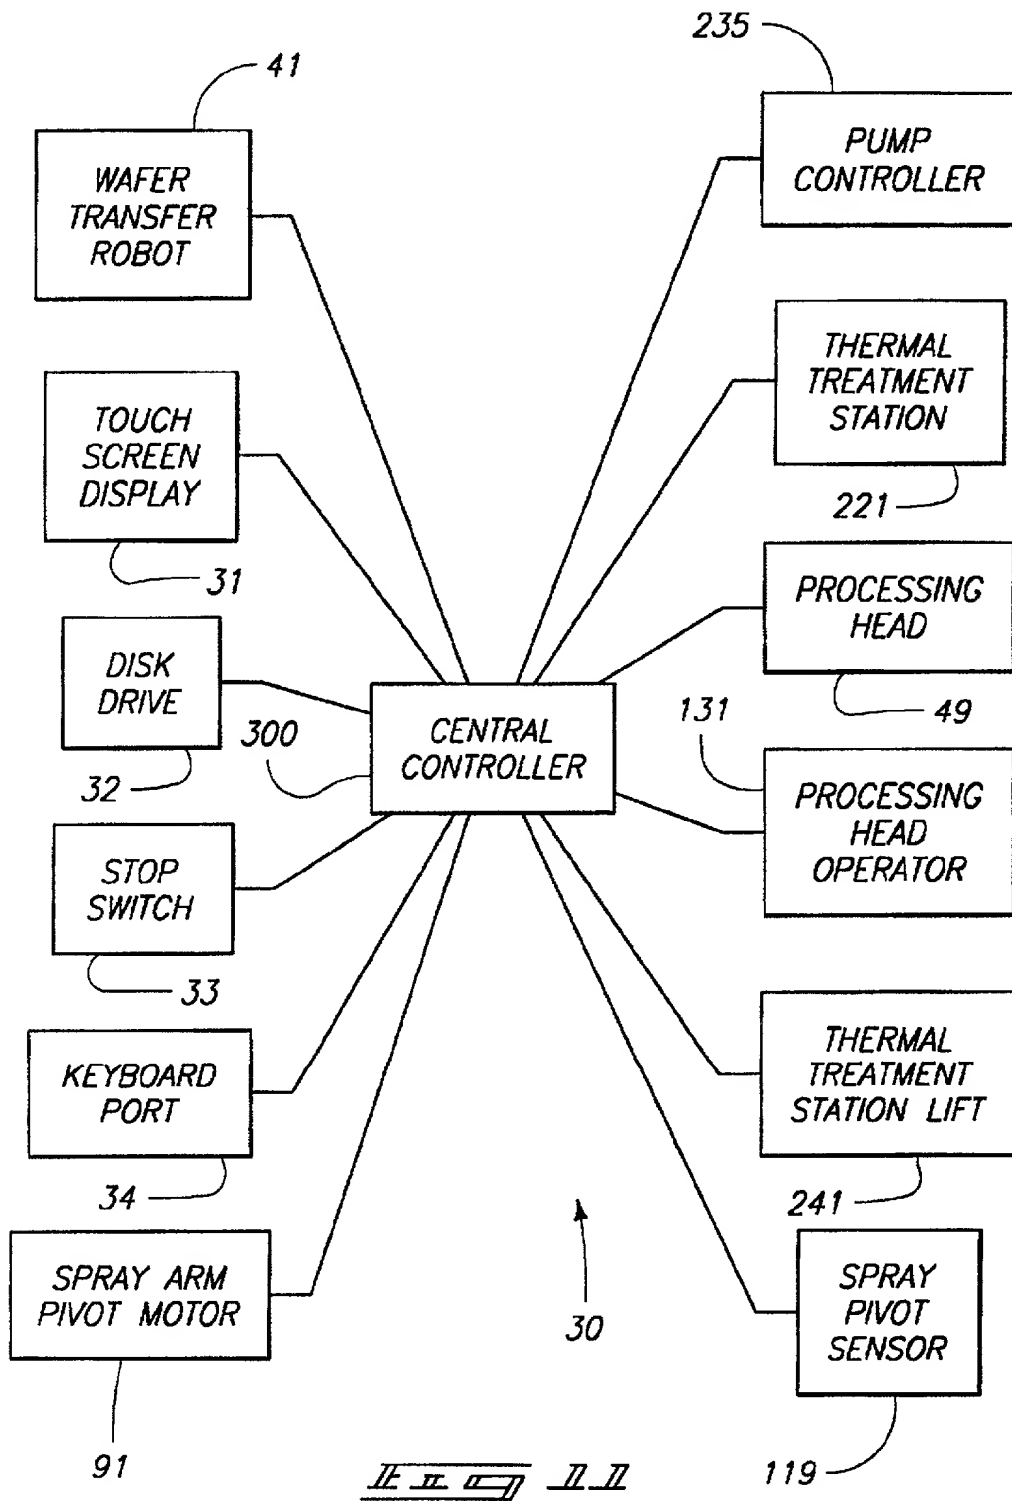 41
WAFER
TRANSFER
ROBOT
TOUCH
SCREEN
DISPLAY
31
DISK
DRIVE
32
STOP
SWITCH
33
KEYBOARD
PORT
34
SPRAY ARM
PIVOT MOTOR
91
300
CENTRAL
CONTROLLER
235
PUMP
CONTROLLER
THERMAL
TREATMENT
STATION
221
PROCESSING
HEAD
49
131
PROCESSING
HEAD
OPERATOR
THERMAL
TREATMENT
STATION LIFT
241
SPRAY
PIVOT
SENSOR
119
30
Fig 11